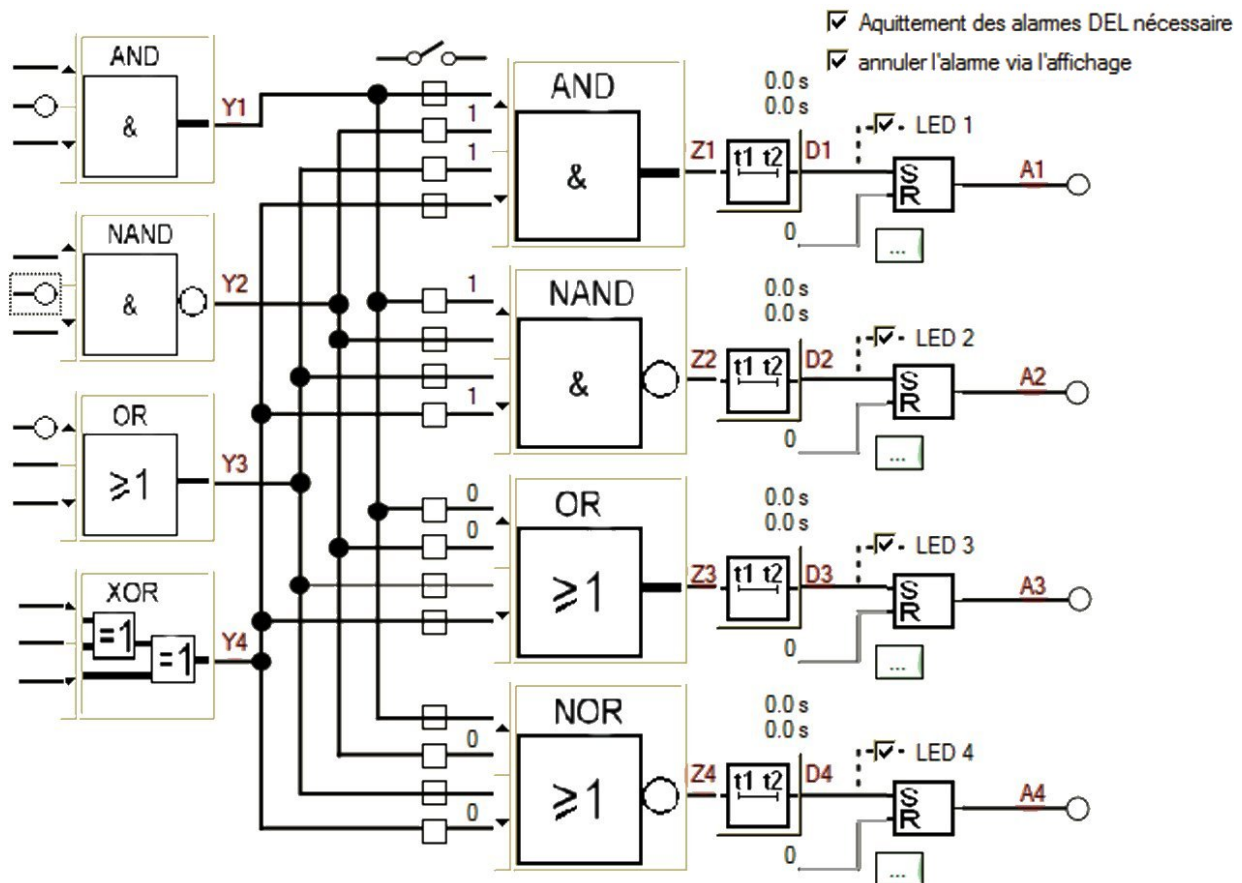 Aquittement des alarmes DEL nécessaire
annuler l'alarme via l'affichage
AND
&
Y1
NAND
&
Y2
OR
≥1
Y3
XOR
=1
=1
Y4
1
1
AND
&
Z1
0.0 s
0.0 s
t1 t2
D1
LED 1
S
R
0
...
A1
1
1
NAND
&
Z2
0.0 s
0.0 s
t1 t2
D2
LED 2
S
R
0
...
A2
0
0
OR
≥1
Z3
0.0 s
0.0 s
t1 t2
D3
LED 3
S
R
0
...
A3
0
0
NOR
≥1
Z4
0.0 s
0.0 s
t1 t2
D4
LED 4
S
R
0
...
A4